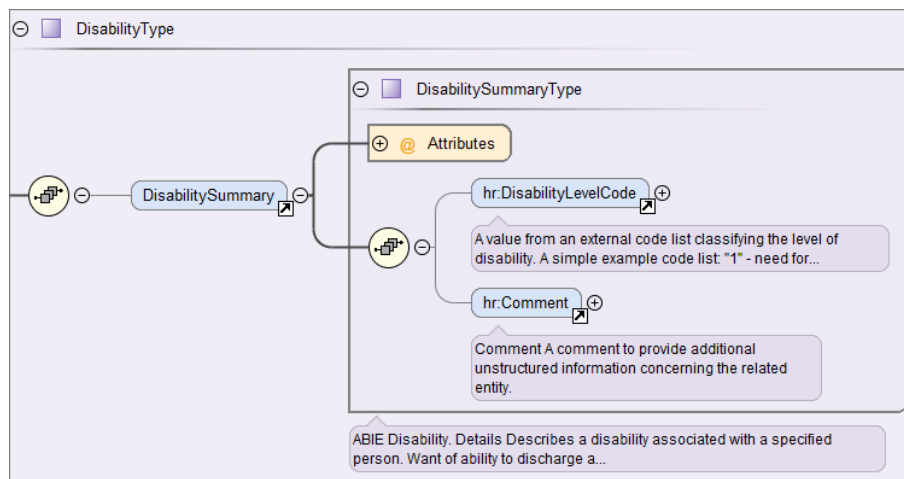 DisabilityType
DisabilitySummaryType
@ Attributes
DisabilitySummary
hr:DisabilityLevelCode
A value from an external code list classifying the level of
disability. A simple example code list: "1" - need for...
hr:Comment
Comment A comment to provide additional
unstructured information concerning the related
entity.
ABIE Disability. Details Describes a disability associated with a specified
person. Want of ability to discharge a...